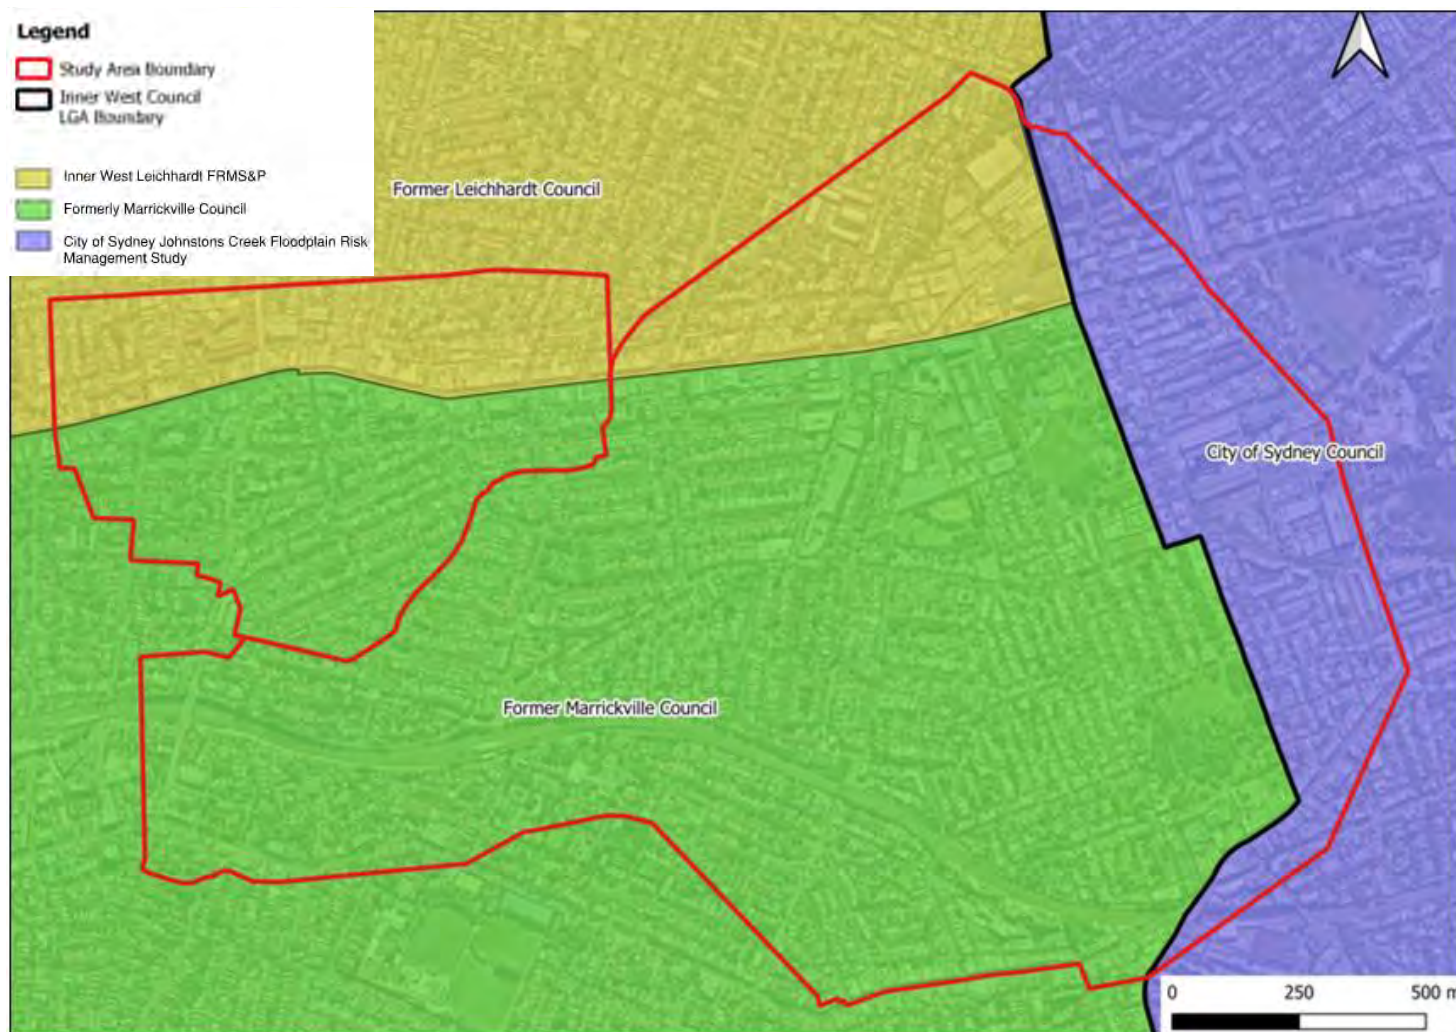 Legend
Study Area Boundary
Inner West Council
LGA Boundary
Inner West Leichhardt FRMS&P
Formerly Marrickville Council
City of Sydney Johnstons Creek Floodplain Risk
Management Study
Former Leichhardt Council
City of Sydney Council
Former Marrickville Council
0 250 500 m